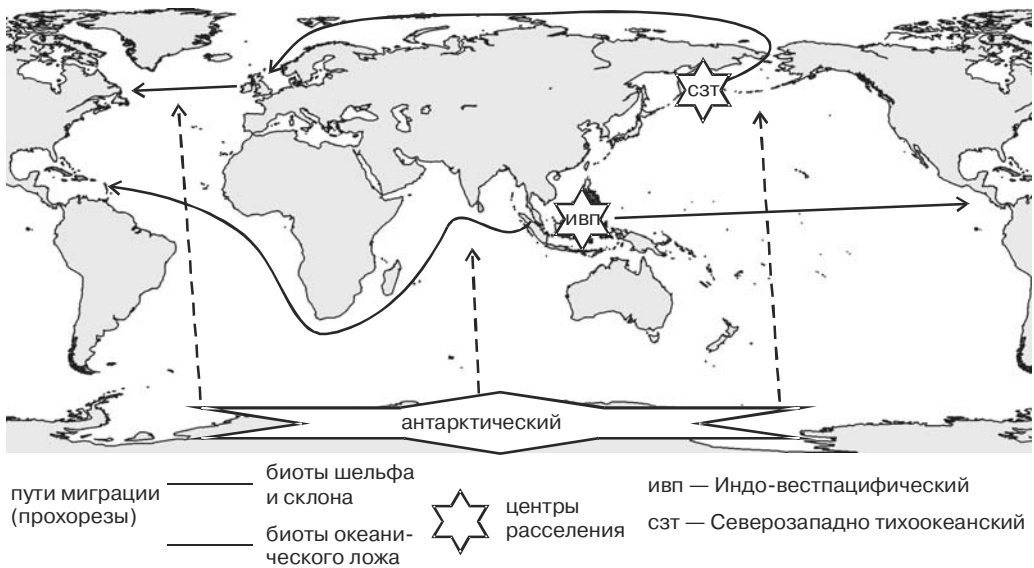 сзт
ивп
антарктический
пути миграции
(прохорезы)
биоты шельфа
и склона
биоты океани-
ческого ложа
центры
расселения
ивп — Индо-вестпацифический
сзт — Северозападно тихоокеанский